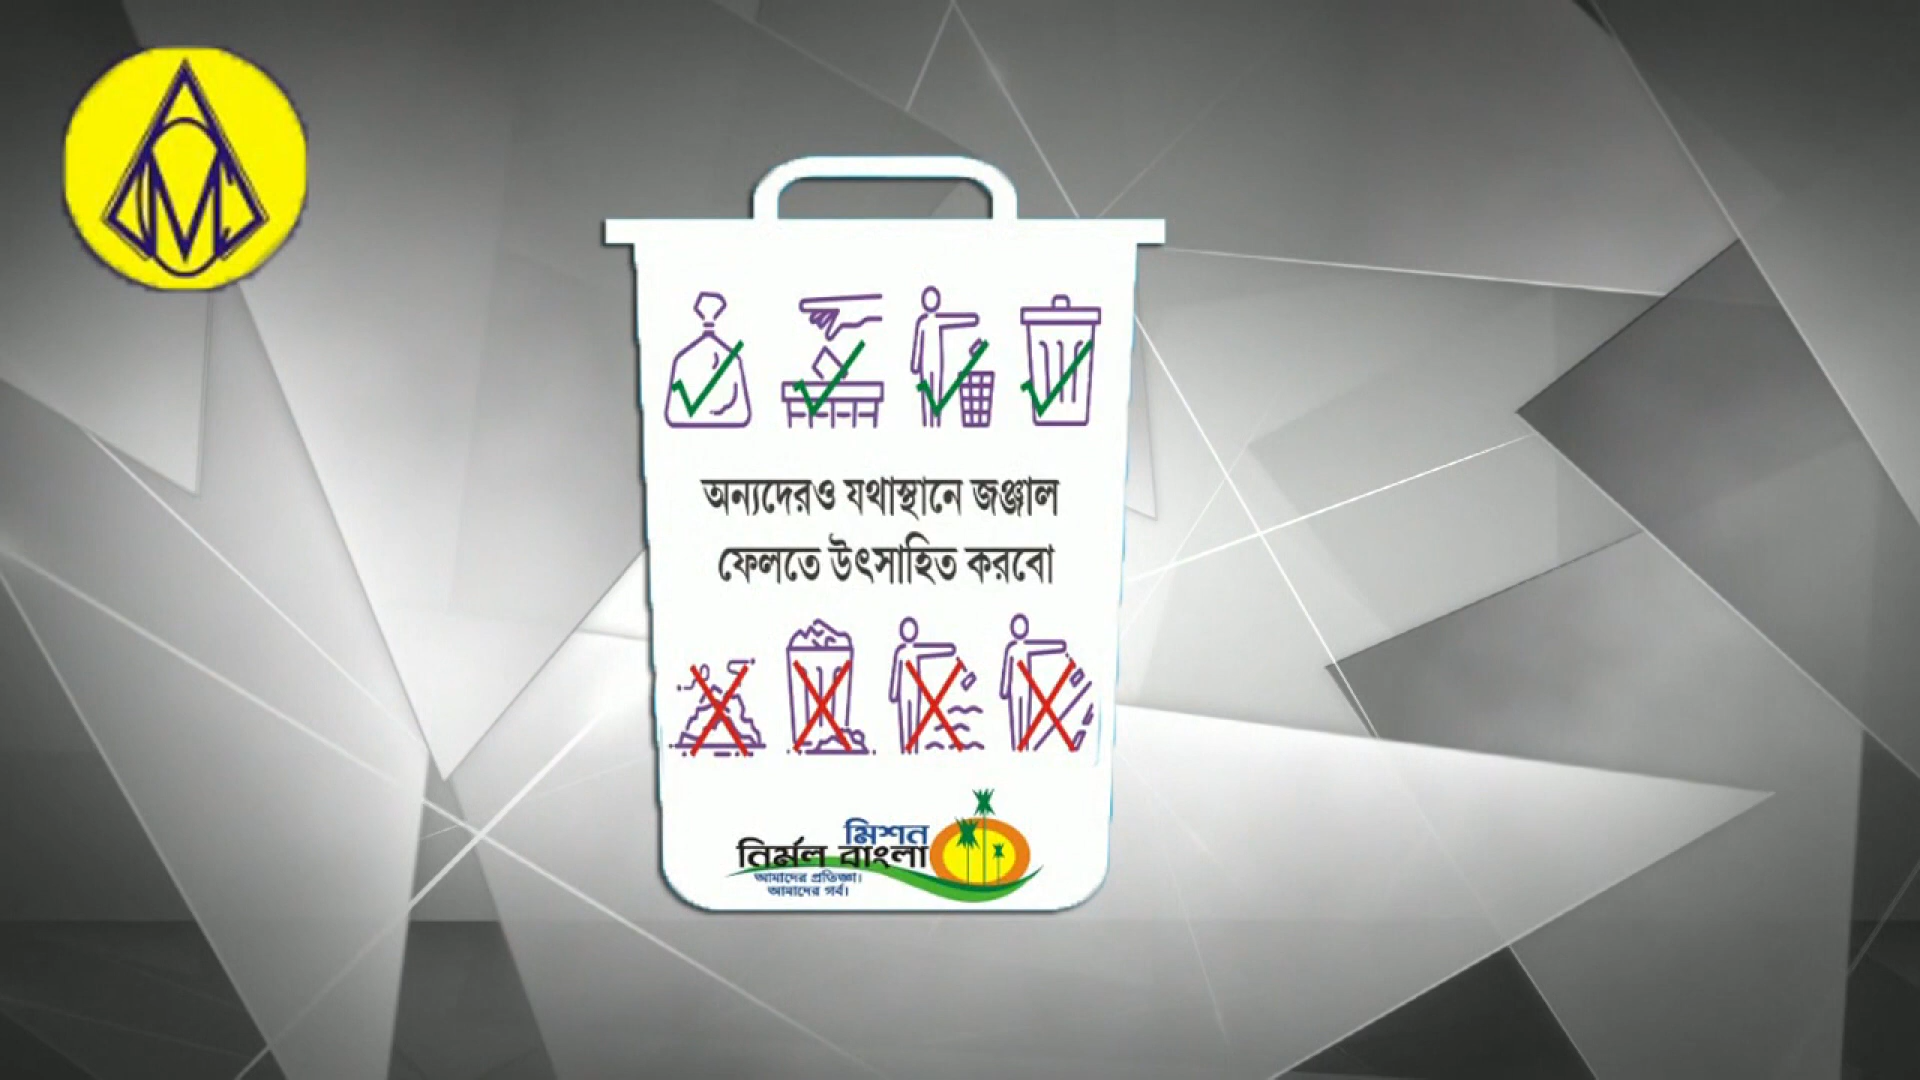 অন্যদেরও যথাস্থানে জঞ্জাল
ফেলতে উৎসাহিত করবো
মিশন
নির্মল বাংলা
আমাদের প্রতিজ্ঞা।
আমাদের গর্ব।